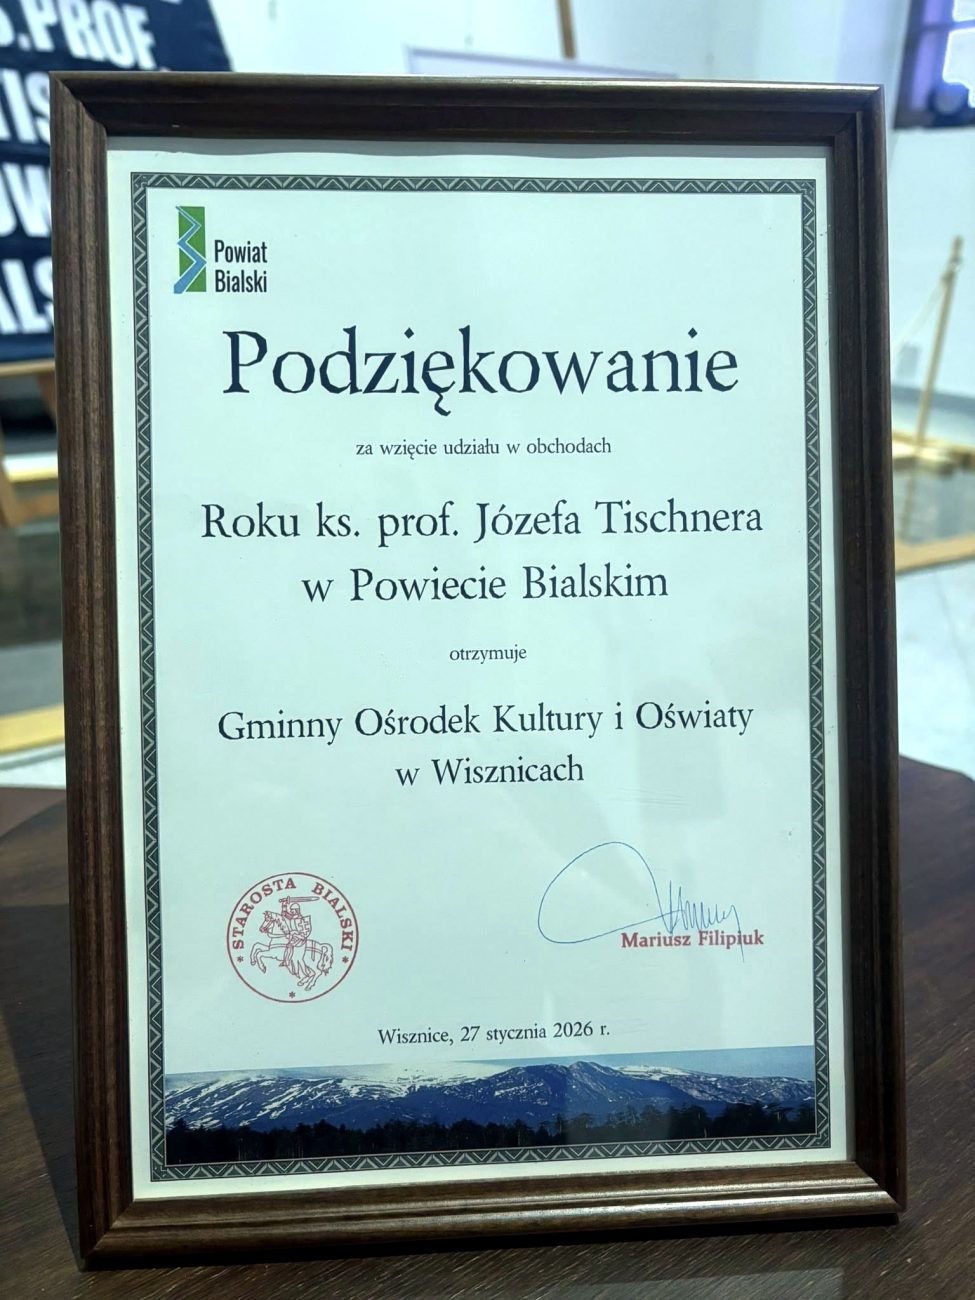 S.PROF
Powiat
Bialski
Podziękowanie
za wzięcie udziału w obchodach
Roku ks. prof. Józefa Tischnera
w Powiecie Bialskim
otrzymuje
Gminny Ośrodek Kultury i Oświaty
w Wisznicach
* STAROSTA BIALSKI *
Mariusz Filipiuk
Wisznice, 27 stycznia 2026 r.